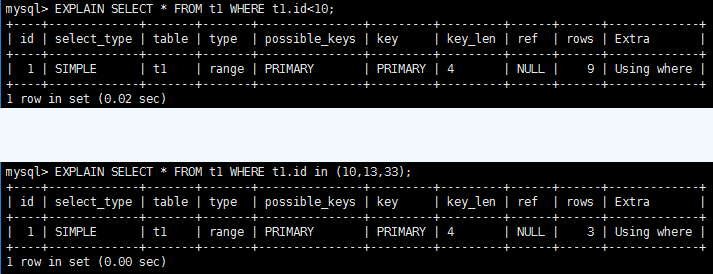 mysql> EXPLAIN SELECT * FROM t1 WHERE t1.id<10;
+----+-------------+-------+-------+---------------+---------+---------+------+------+-------------+
| id | select_type | table | type  | possible_keys | key     | key_len | ref  | rows | Extra       |
+----+-------------+-------+-------+---------------+---------+---------+------+------+-------------+
|  1 | SIMPLE      | t1    | range | PRIMARY       | PRIMARY | 4       | NULL |    9 | Using where |
+----+-------------+-------+-------+---------------+---------+---------+------+------+-------------+
1 row in set (0.02 sec)
mysql> EXPLAIN SELECT * FROM t1 WHERE t1.id in (10,13,33);
+----+-------------+-------+-------+---------------+---------+---------+------+------+-------------+
| id | select_type | table | type  | possible_keys | key     | key_len | ref  | rows | Extra       |
+----+-------------+-------+-------+---------------+---------+---------+------+------+-------------+
|  1 | SIMPLE      | t1    | range | PRIMARY       | PRIMARY | 4       | NULL |    3 | Using where |
+----+-------------+-------+-------+---------------+---------+---------+------+------+-------------+
1 row in set (0.00 sec)